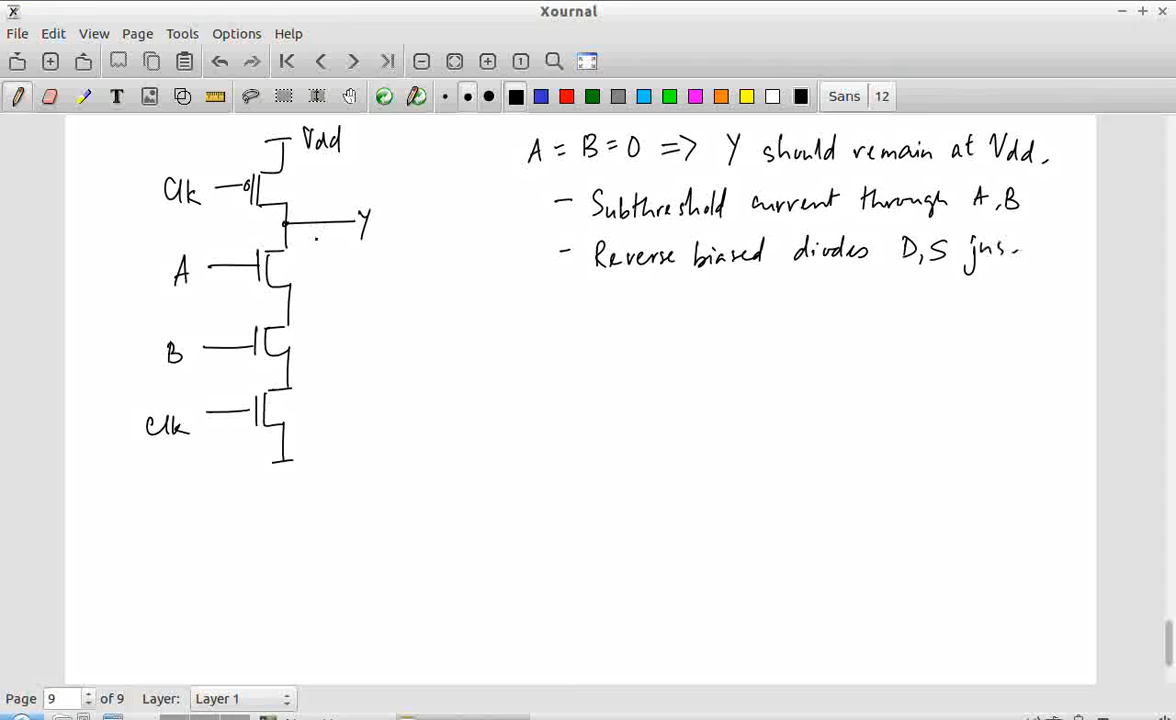 Xournal
File Edit View Page Tools Options Help
Sans 12
Vdd
Clk
Y
A
B
Clk
A = B = 0 => Y should remain at Vdd.
- Subthreshold current through A, B
- Reverse biased diodes D, S jns.
Page 9 of 9 Layer: Layer 1